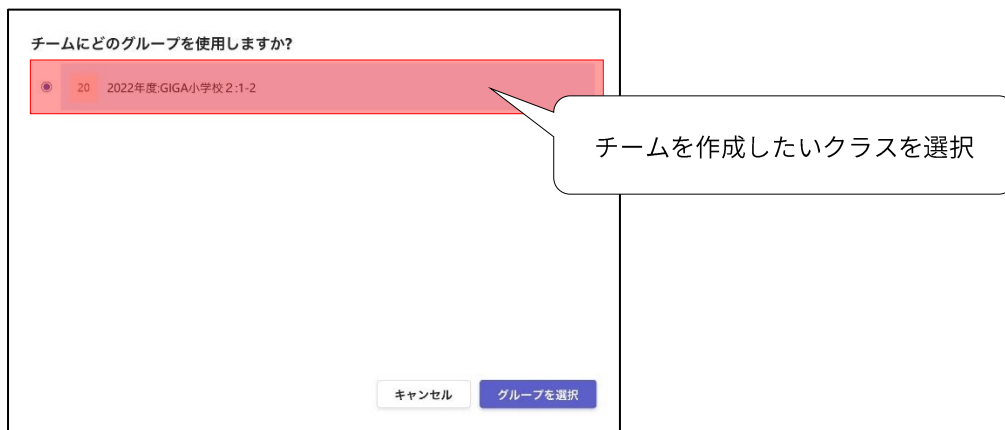 チームにどのグループを使用しますか?
20 2022年度:GIGA小学校２:1-2
チームを作成したいクラスを選択
キャンセル グループを選択